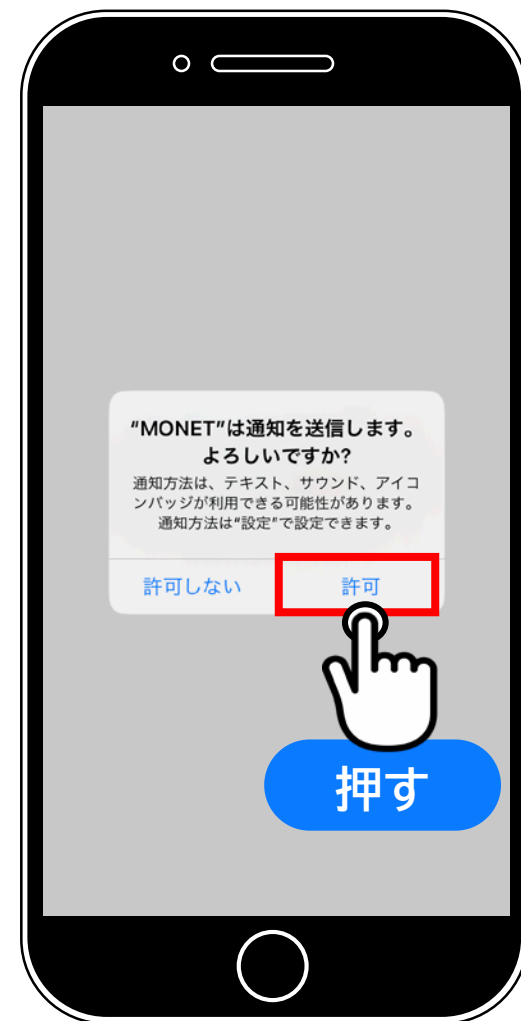 “MONET”は通知を送信します。
よろしいですか?
通知方法は、テキスト、サウンド、アイコ
ンバッジが利用できる可能性があります。
通知方法は“設定”で設定できます。
許可しない
許可
押す